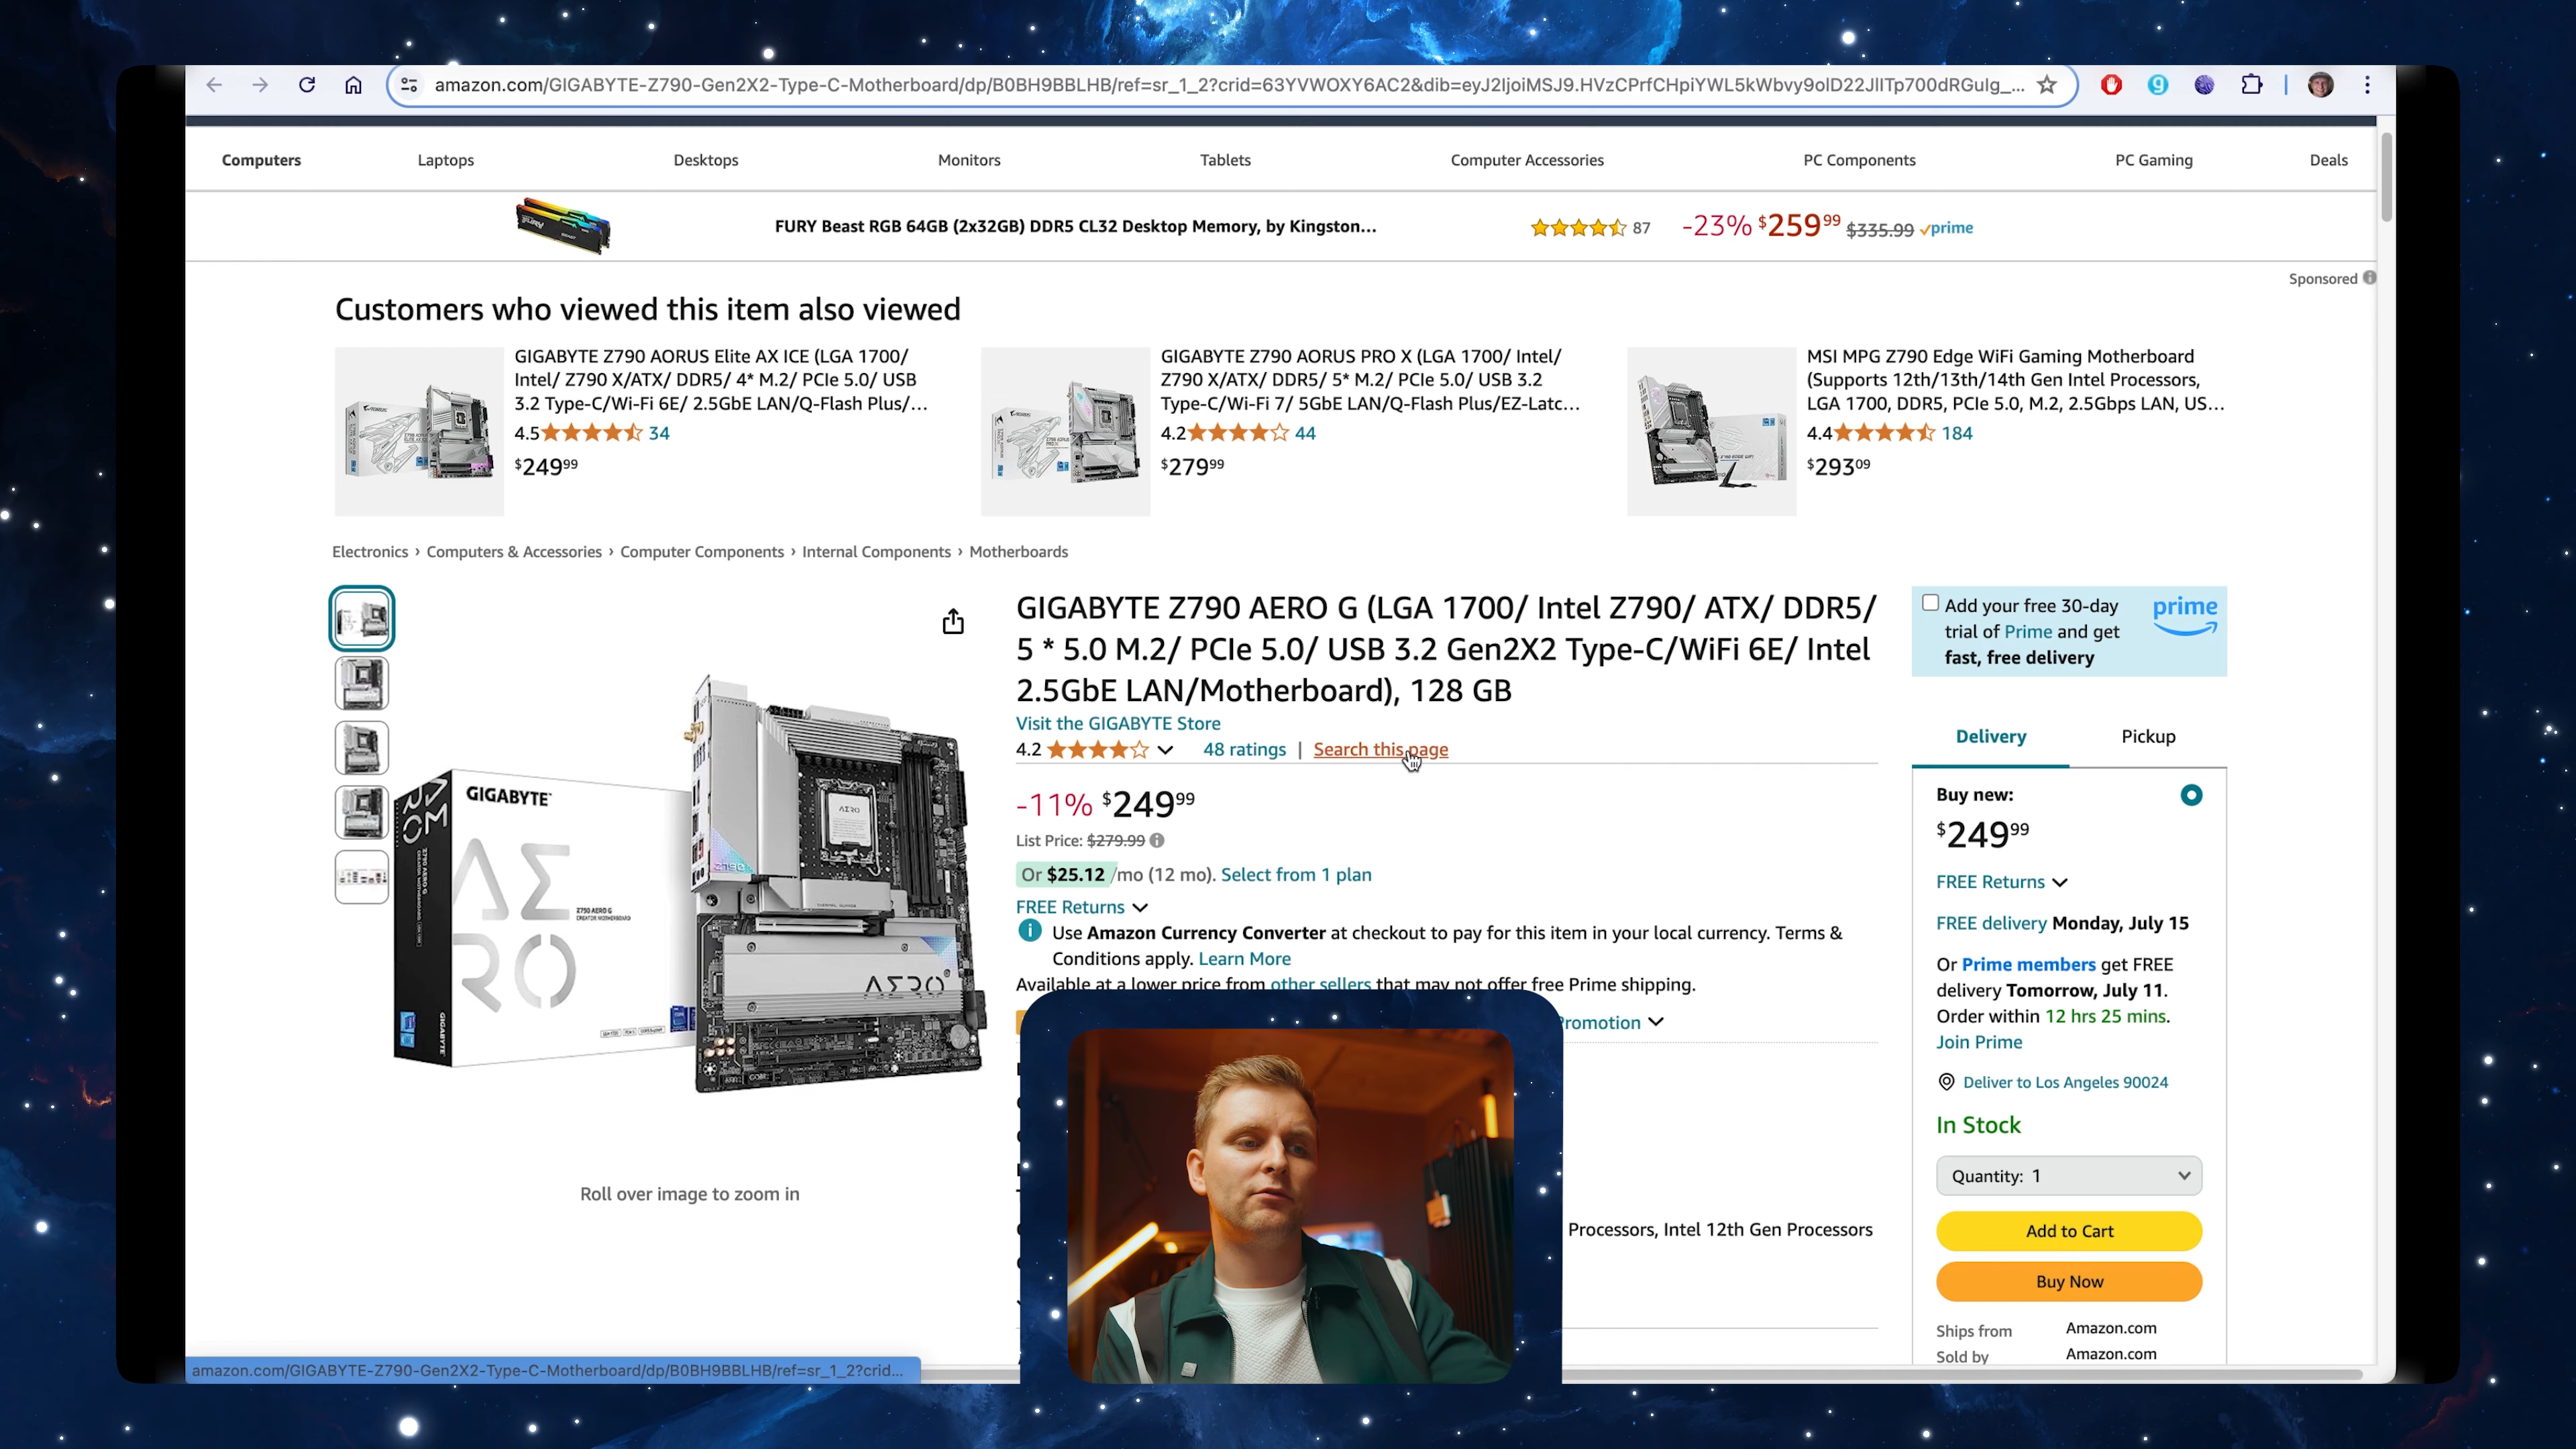 amazon.com/GIGABYTE-Z790-Gen2X2-Type-C-Motherboard/dp/B0BH9BBLHB/ref=sr_1_2?crid=63YVWOXY6AC2&dib=eyJ2IjoiMSJ9.HVzCPrfCHpiYWL5kWbvy9olD22JlITp700dRGuIg_...
Computers Laptops Desktops Monitors Tablets Computer Accessories PC Components PC Gaming Deals
FURY Beast RGB 64GB (2x32GB) DDR5 CL32 Desktop Memory, by Kingston... 87 -23% $259 99 $335.99 prime
Sponsored
Customers who viewed this item also viewed
GIGABYTE Z790 AORUS Elite AX ICE (LGA 1700/
Intel/ Z790 X/ATX/ DDR5/ 4* M.2/ PCIe 5.0/ USB
3.2 Type-C/Wi-Fi 6E/ 2.5GbE LAN/Q-Flash Plus/...
4.5 34
$249 99
GIGABYTE Z790 AORUS PRO X (LGA 1700/ Intel/
Z790 X/ATX/ DDR5/ 5* M.2/ PCIe 5.0/ USB 3.2
Type-C/Wi-Fi 7/ 5GbE LAN/Q-Flash Plus/EZ-Latc...
4.2 44
$279 99
MSI MPG Z790 Edge WiFi Gaming Motherboard
(Supports 12th/13th/14th Gen Intel Processors,
LGA 1700, DDR5, PCIe 5.0, M.2, 2.5Gbps LAN, US...
4.4 184
$293 09
Electronics › Computers & Accessories › Computer Components › Internal Components › Motherboards
GIGABYTE
AERO
Z790 AERO G
AERO
Roll over image to zoom in
GIGABYTE Z790 AERO G (LGA 1700/ Intel Z790/ ATX/ DDR5/
5 * 5.0 M.2/ PCIe 5.0/ USB 3.2 Gen2X2 Type-C/WiFi 6E/ Intel
2.5GbE LAN/Motherboard), 128 GB
Visit the GIGABYTE Store
4.2 48 ratings | Search this page
-11% $249 99
List Price: $279.99
Or $25.12 /mo (12 mo). Select from 1 plan
FREE Returns
Use Amazon Currency Converter at checkout to pay for this item in your local currency. Terms &
Conditions apply. Learn More
Available at a lower price from other sellers that may not offer free Prime shipping.
Promotion
Processors, Intel 12th Gen Processors
Add your free 30-day
trial of Prime and get
fast, free delivery
prime
Delivery Pickup
Buy new:
$249 99
FREE Returns
FREE delivery Monday, July 15
Or Prime members get FREE
delivery Tomorrow, July 11.
Order within 12 hrs 25 mins.
Join Prime
Deliver to Los Angeles 90024
In Stock
Quantity: 1
Add to Cart
Buy Now
Ships from Amazon.com
Sold by Amazon.com
amazon.com/GIGABYTE-Z790-Gen2X2-Type-C-Motherboard/dp/B0BH9BBLHB/ref=sr_1_2?crid...